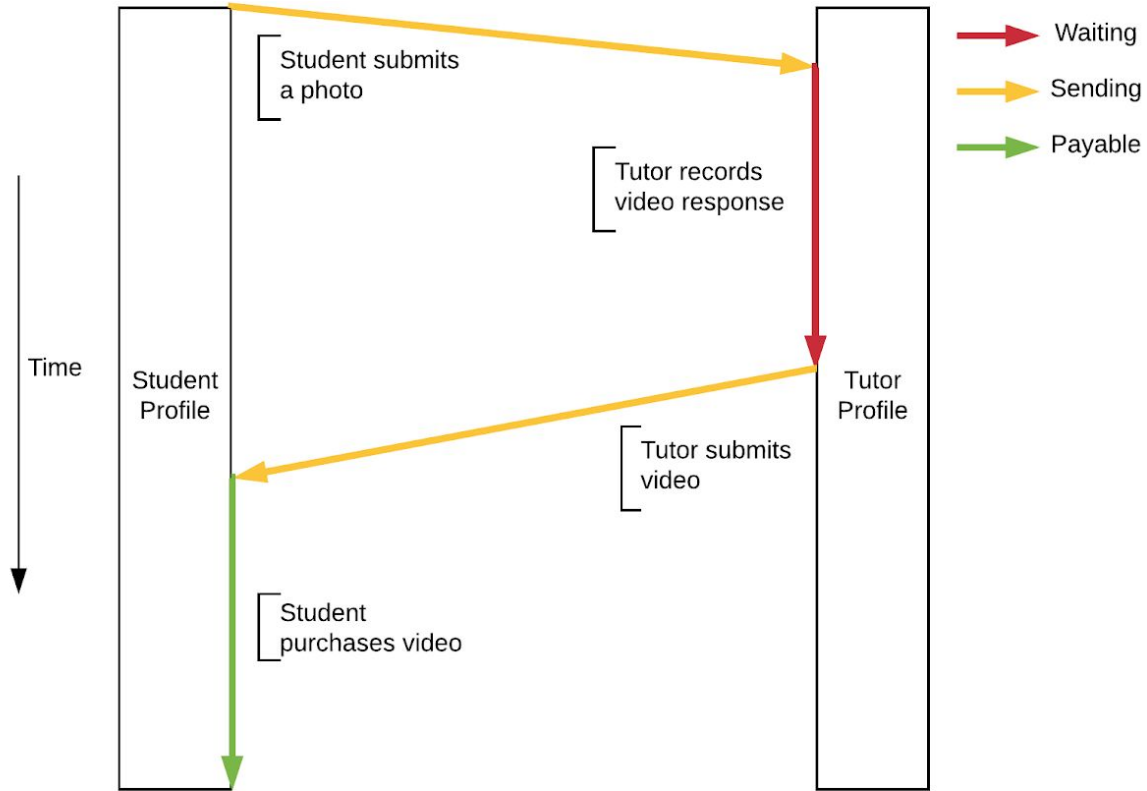 Student submits
a photo
Waiting
Sending
Payable
Tutor records
video response
Time
Student
Profile
Tutor
Profile
Tutor submits
video
Student
purchases video